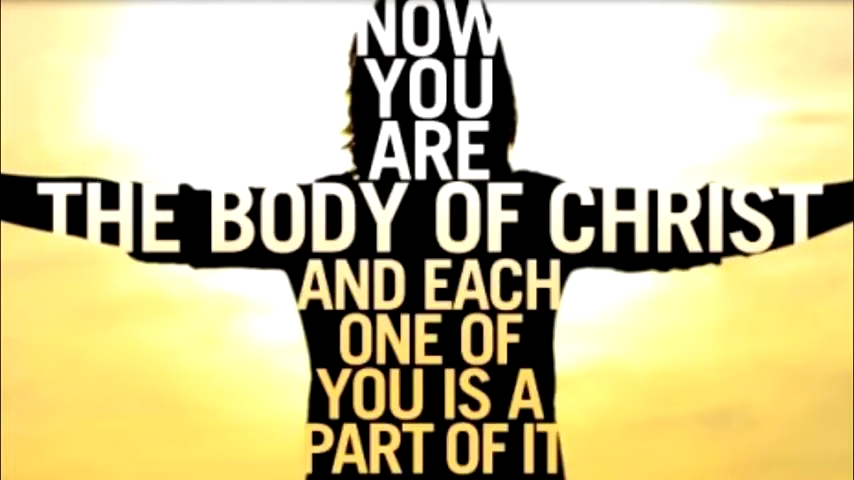 NOW
YOU
ARE
THE BODY OF CHRIST
AND EACH
ONE OF
YOU IS A
PART OF IT